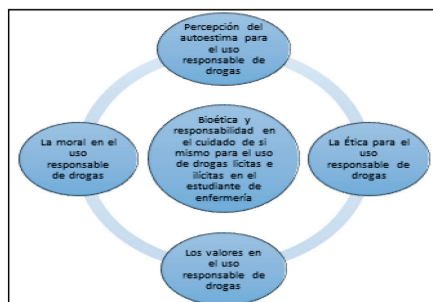 Percepción del
autoestima para
el uso
responsable de
drogas
Bioética y
responsabilidad en
el cuidado de si
mismo para el uso
de drogas licitas e
ilícitas en el
estudiante de
enfermería
La moral en el
uso
responsable
de drogas
La Ética para el
uso
responsable de
drogas
Los valores en
el uso
responsable de
drogas